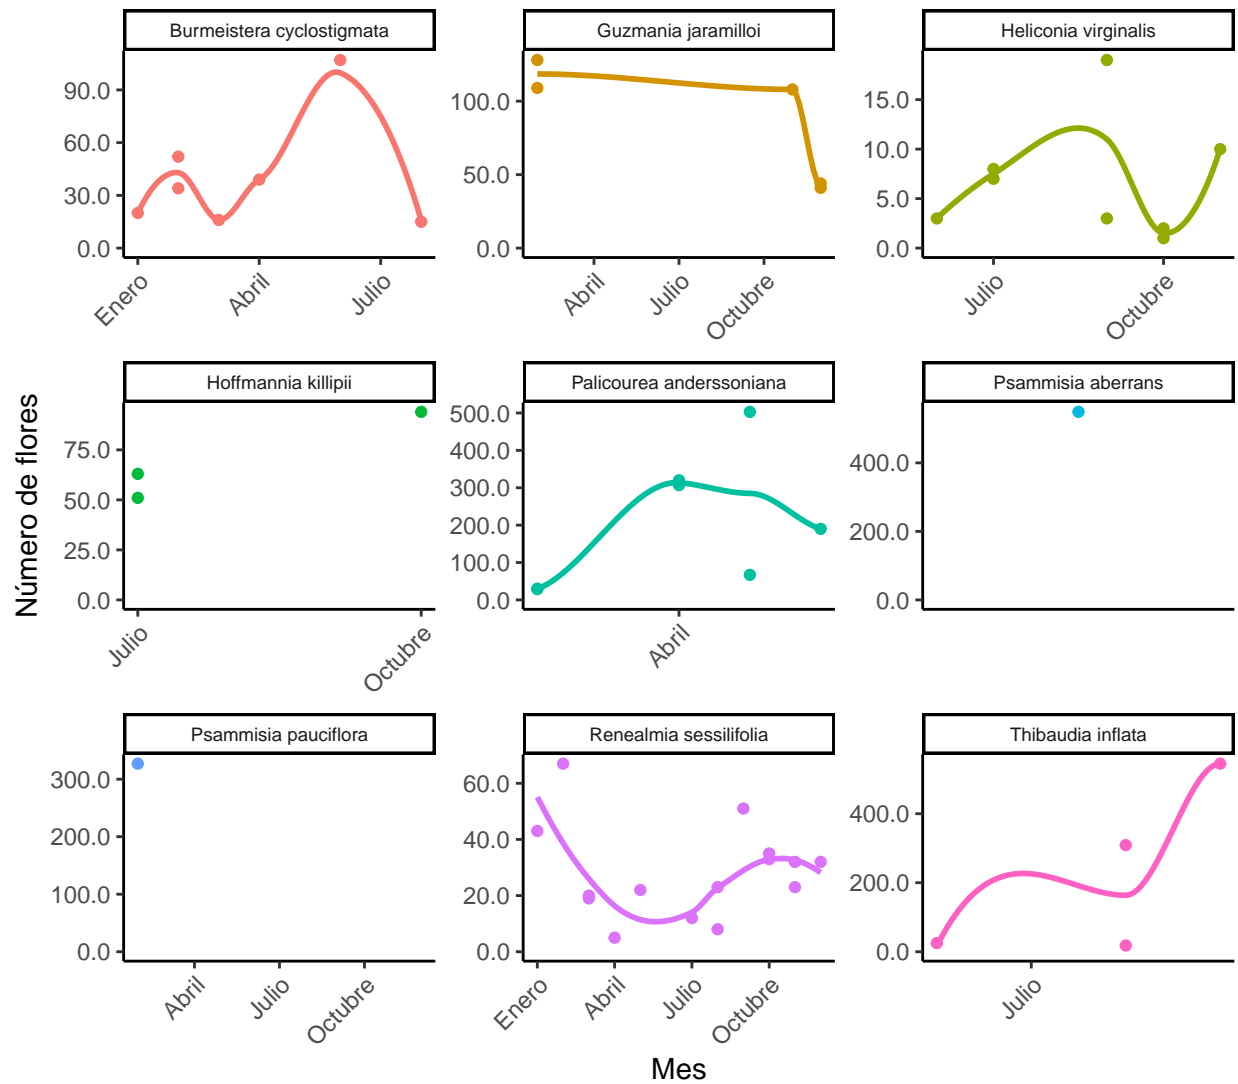 Burmeistera cyclostigmata
Guzmania jaramilloi
Heliconia virginalis
90.0
60.0
30.0
0.0
Enero
Abril
Julio
100.0
50.0
0.0
Abril
Julio
Octubre
15.0
10.0
5.0
0.0
Julio
Octubre
Número de flores
Hoffmannia killipii
Palicourea anderssoniana
Psammisia aberrans
75.0
50.0
25.0
0.0
Julio
Octubre
500.0
400.0
300.0
200.0
100.0
0.0
Abril
400.0
200.0
0.0
Psammisia pauciflora
Renealmia sessilifolia
Thibaudia inflata
300.0
200.0
100.0
0.0
Abril
Julio
Octubre
60.0
40.0
20.0
0.0
Enero
Abril
Julio
Octubre
400.0
200.0
0.0
Julio
Mes